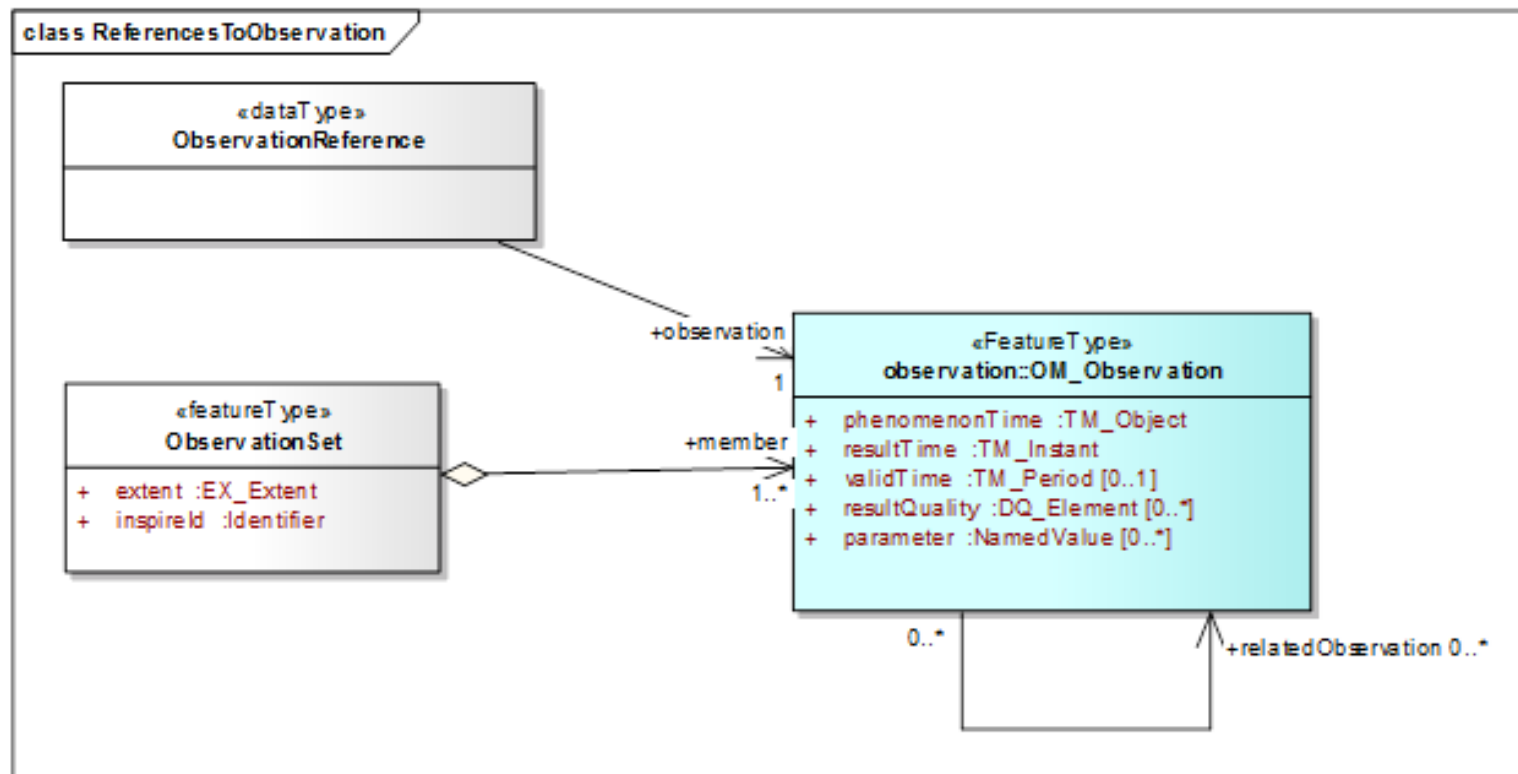 class ReferencesToObservation
«dataType»
ObservationReference
+observation
1
«FeatureType»
observation::OM_Observation
+ phenomenonTime :TM_Object
+ resultTime :TM_Instant
+ validTime :TM_Period [0..1]
+ resultQuality :DQ_Element [0..*]
+ parameter :NamedValue [0..*]
«featureType»
ObservationSet
+ extent :EX_Extent
+ inspireId :Identifier
+member
1..*
0..*
+relatedObservation 0..*